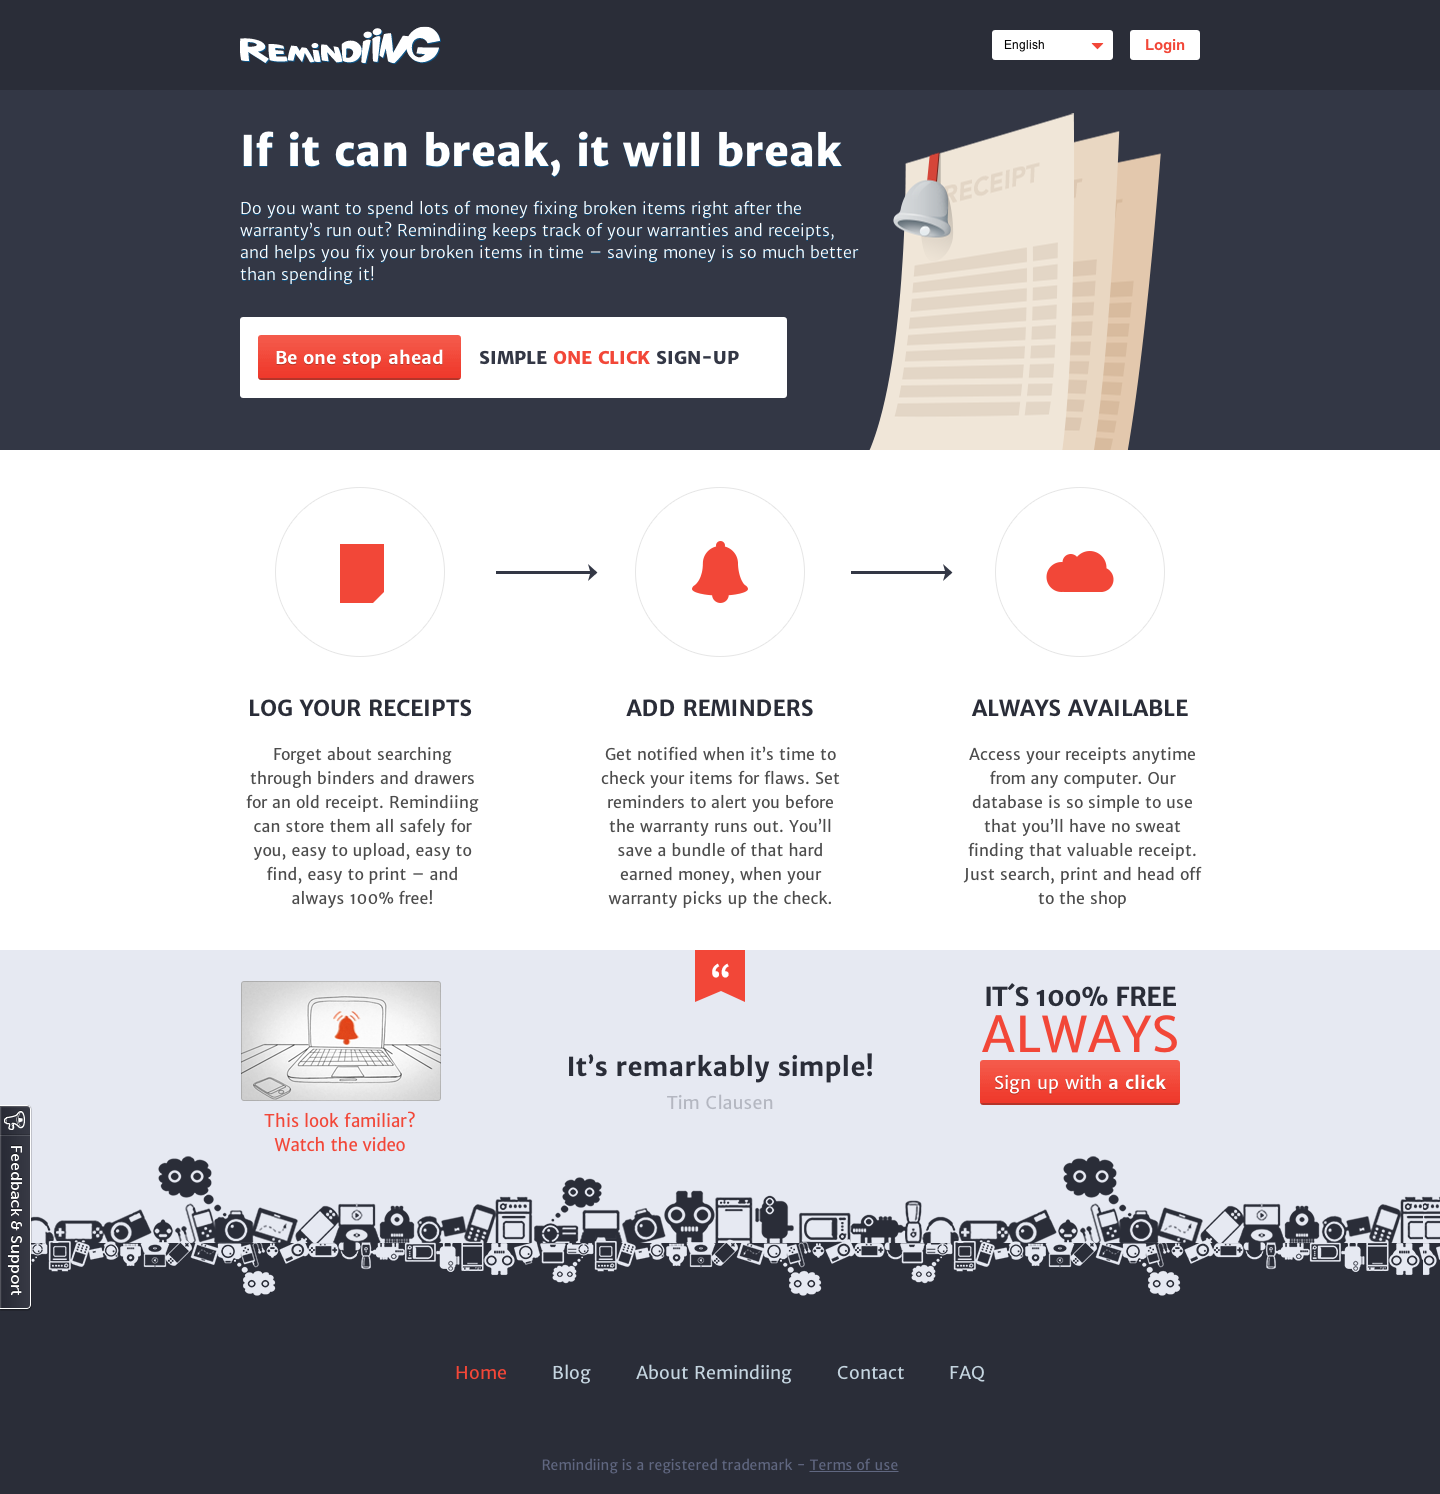 REMINDIING
English
Login
If it can break, it will break
Do you want to spend lots of money fixing broken items right after the
warranty’s run out? Remindiing keeps track of your warranties and receipts,
and helps you fix your broken items in time – saving money is so much better
than spending it!
RECEIPT
Be one stop ahead
SIMPLE ONE CLICK SIGN-UP
LOG YOUR RECEIPTS
Forget about searching
through binders and drawers
for an old receipt. Remindiing
can store them all safely for
you, easy to upload, easy to
find, easy to print – and
always 100% free!
ADD REMINDERS
Get notified when it’s time to
check your items for flaws. Set
reminders to alert you before
the warranty runs out. You’ll
save a bundle of that hard
earned money, when your
warranty picks up the check.
ALWAYS AVAILABLE
Access your receipts anytime
from any computer. Our
database is so simple to use
that you’ll have no sweat
finding that valuable receipt.
Just search, print and head off
to the shop
This look familiar?
Watch the video
“
It’s remarkably simple!
Tim Clausen
IT´S 100% FREE
ALWAYS
Sign up with a click
Feedback & Support
Home
Blog
About Remindiing
Contact
FAQ
Remindiing is a registered trademark - Terms of use